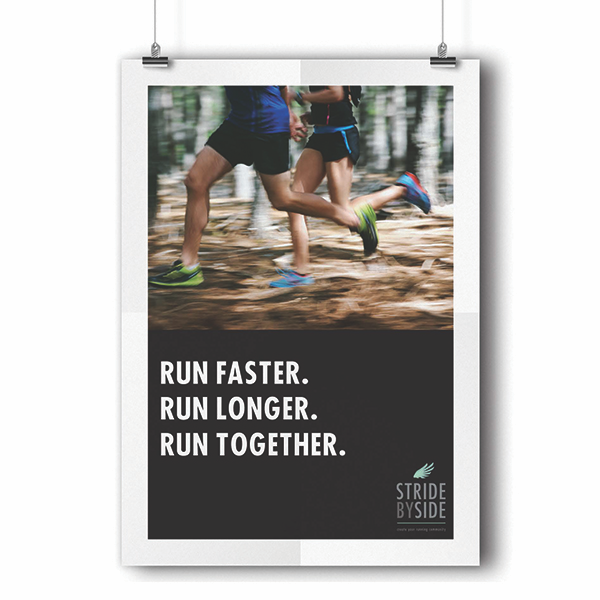 RUN FASTER.
RUN LONGER.
RUN TOGETHER.
STRIDE
BYSIDE